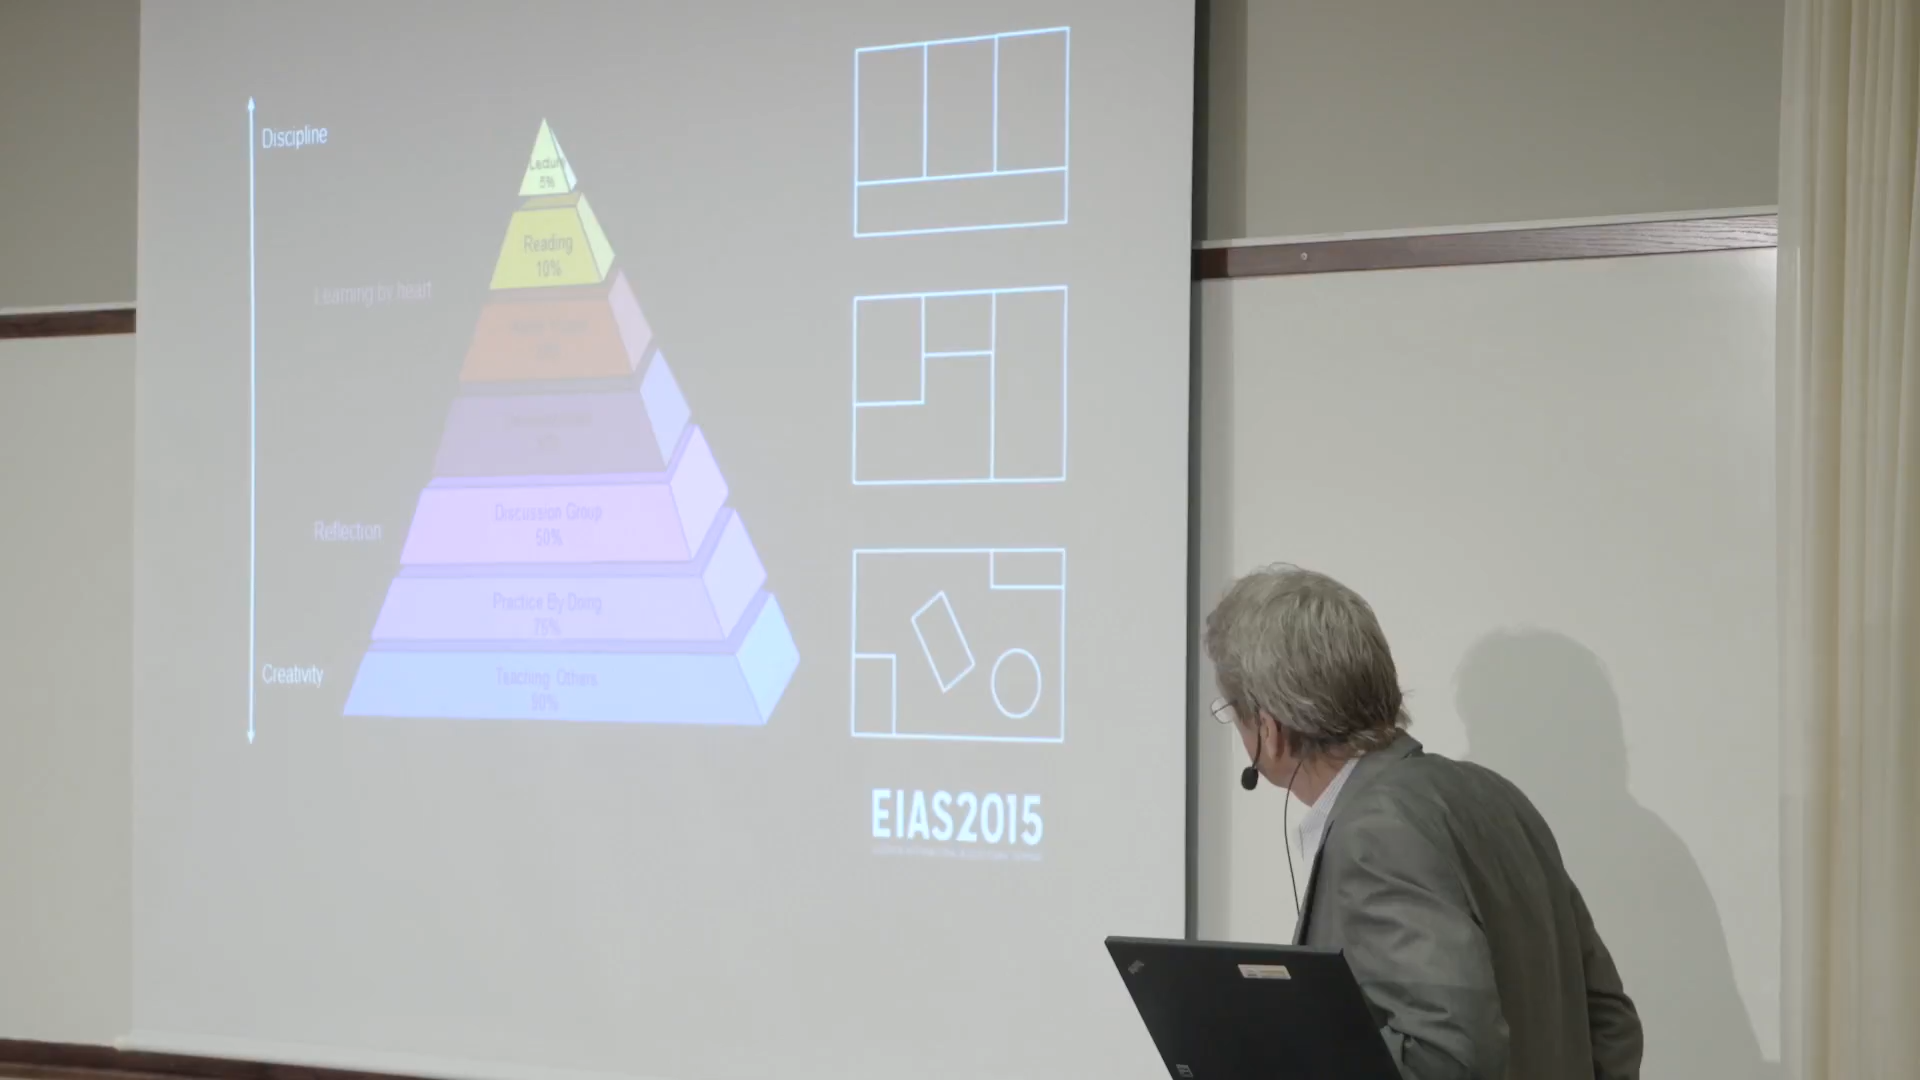 Discipline
Lecture
5%
Reading
10%
Learning by heart
Discussion Group
50%
Reflection
Practice By Doing
75%
Creativity
Teaching Others
90%
EIAS2015